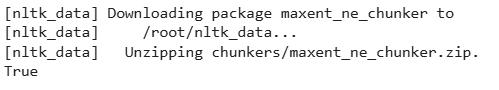 [nltk_data] Downloading package maxent_ne_chunker to
[nltk_data]     /root/nltk_data...
[nltk_data]   Unzipping chunkers/maxent_ne_chunker.zip.
True